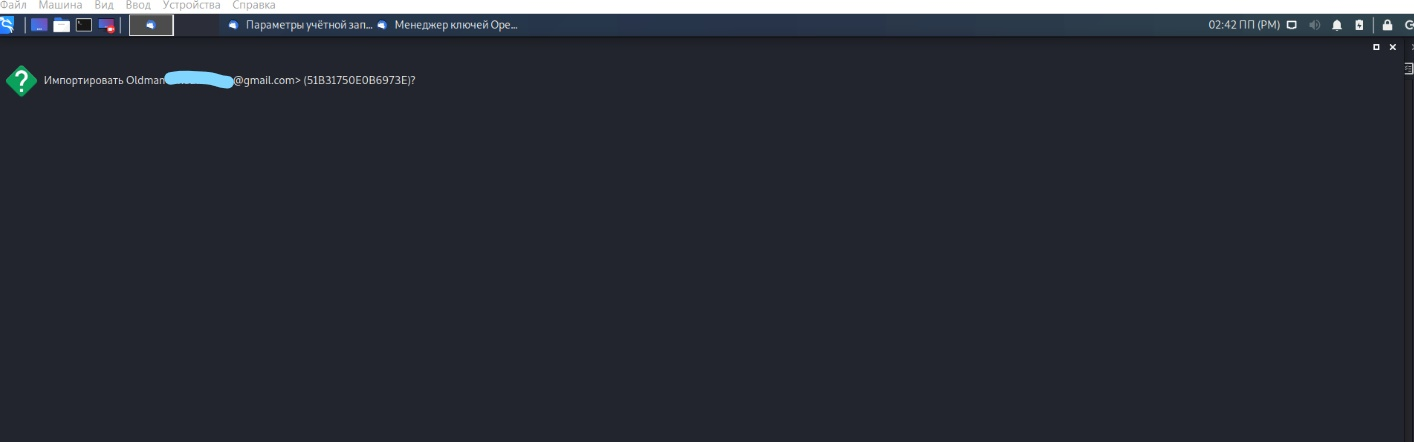 Файл Машина Вид Ввод Устройства Справка
Параметры учётной зап... Менеджер ключей Ope... 02:42 ПП (PM)
Импортировать Oldman @gmail.com> (51B31750E0B6973E)?